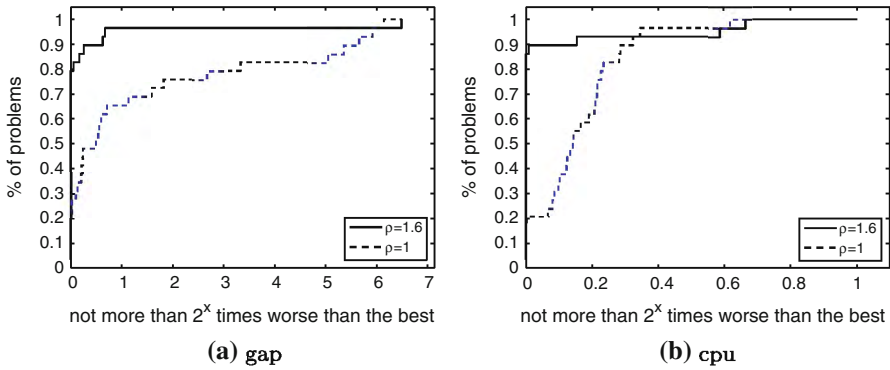 % of problems
1
0.9
0.8
0.7
0.6
0.5
0.4
0.3
0.2
0.1
0
0 1 2 3 4 5 6 7
ρ=1.6
ρ=1
not more than 2^x times worse than the best
(a) gap
% of problems
1
0.9
0.8
0.7
0.6
0.5
0.4
0.3
0.2
0.1
0
0 0.2 0.4 0.6 0.8 1
ρ=1.6
ρ=1
not more than 2^x times worse than the best
(b) cpu